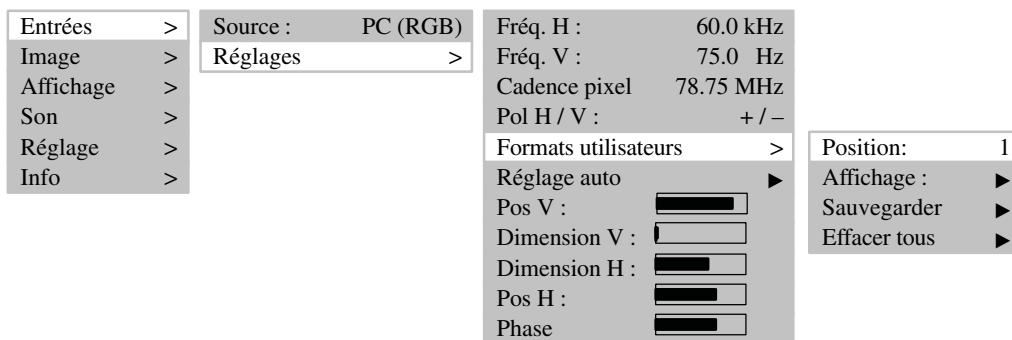 Entrées >
Image >
Affichage >
Son >
Réglage >
Info >
Source : PC (RGB)
Réglages >
Fréq. H : 60.0 kHz
Fréq. V : 75.0 Hz
Cadence pixel 78.75 MHz
Pol H / V : + / –
Formats utilisateurs >
Réglage auto ▶
Pos V :
Dimension V :
Dimension H :
Pos H :
Phase
Position: 1
Affichage : ▶
Sauvegarder ▶
Effacer tous ▶